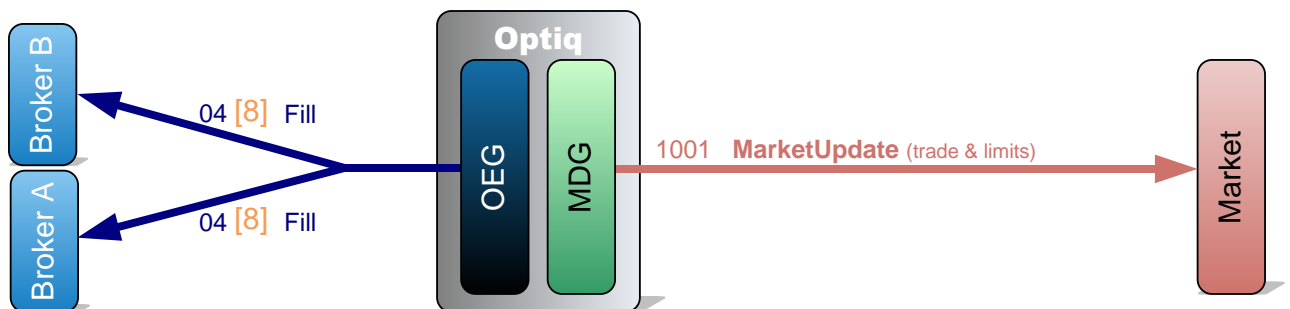 Optiq
Broker B
04 [8] Fill
OEG
MDG
1001 MarketUpdate (trade & limits)
Market
Broker A
04 [8] Fill